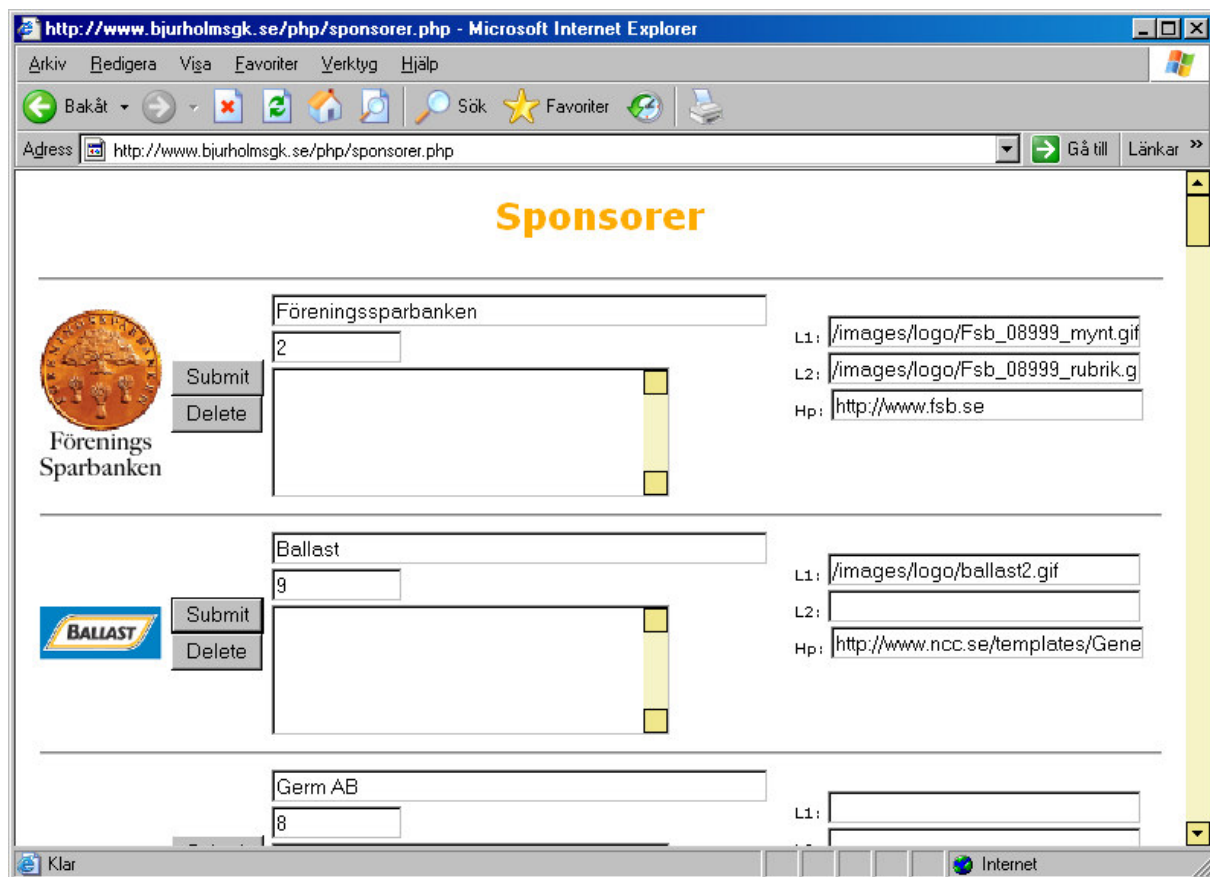 http://www.bjurholmsgk.se/php/sponsorer.php - Microsoft Internet Explorer
Arkiv Redigera Visa Favoriter Verktyg Hjälp
Bakåt Sök Favoriter
Adress http://www.bjurholmsgk.se/php/sponsorer.php Gå till Länkar »
Sponsorer
Föreningssparbanken
2
Submit
Delete
Förenings
Sparbanken
L1: /images/logo/Fsb_08999_mynt.gif
L2: /images/logo/Fsb_08999_rubrik.g
Hp: http://www.fsb.se
Ballast
9
BALLAST
Submit
Delete
L1: /images/logo/ballast2.gif
L2:
Hp: http://www.ncc.se/templates/Gene
Germ AB
8
L1:
Klar Internet